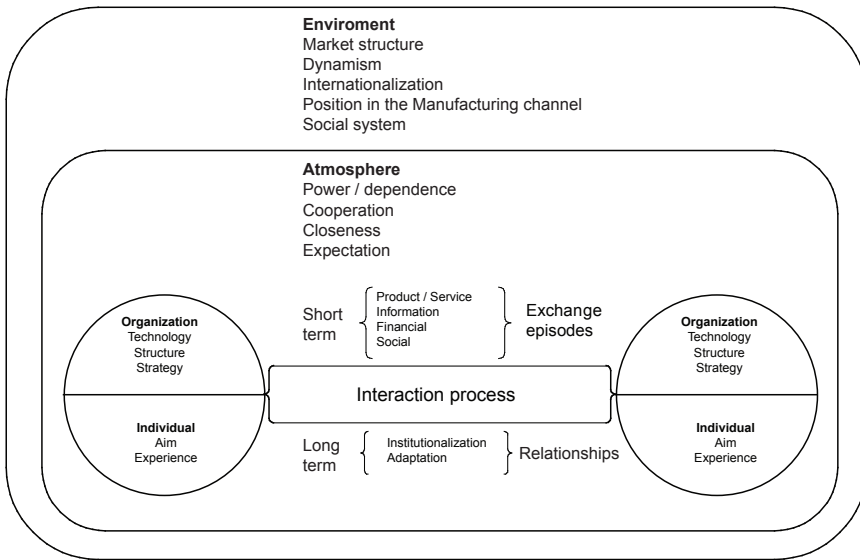 Enviroment
Market structure
Dynamism
Internationalization
Position in the Manufacturing channel
Social system
Atmosphere
Power / dependence
Cooperation
Closeness
Expectation
Organization
Technology
Structure
Strategy
Individual
Aim
Experience
Short
term
Product / Service
Information
Financial
Social
Exchange
episodes
Interaction process
Long
term
Institutionalization
Adaptation
Relationships
Organization
Technology
Structure
Strategy
Individual
Aim
Experience